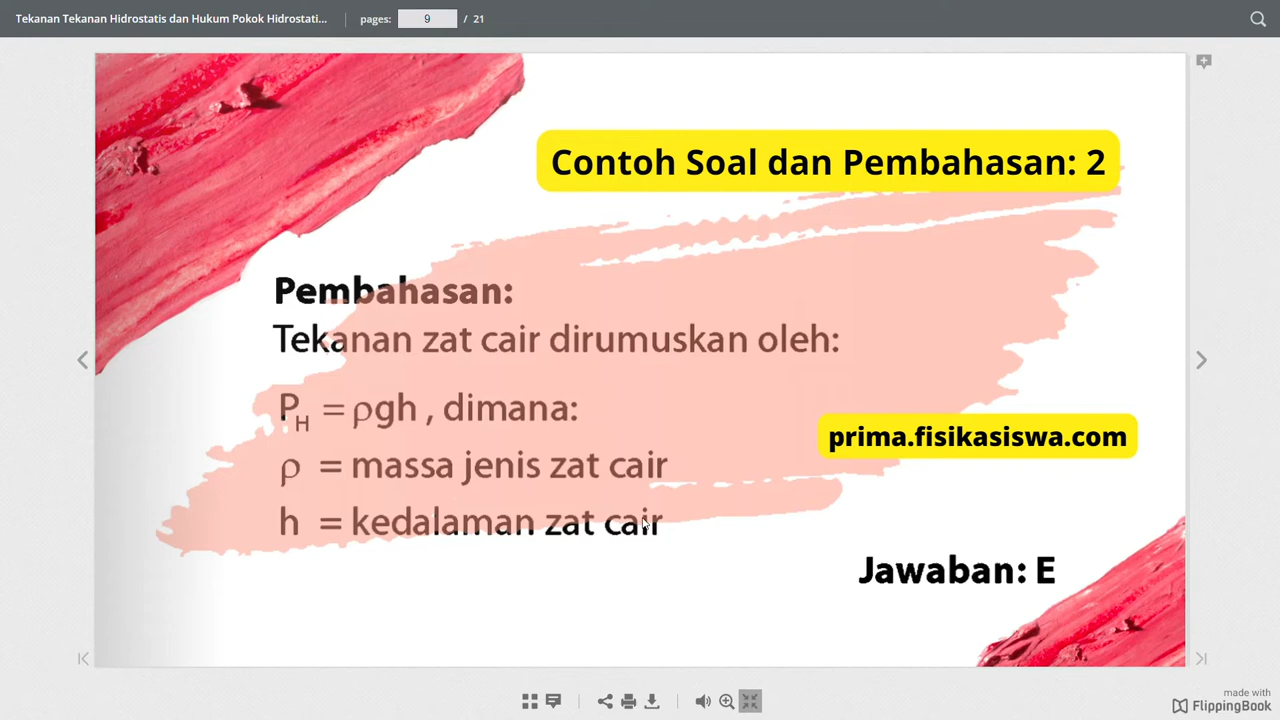 Tekanan Tekanan Hidrostatis dan Hukum Pokok Hidrostati...
pages: 9 / 21
Contoh Soal dan Pembahasan: 2
Pembahasan:
Tekanan zat cair dirumuskan oleh:
P_H = ρgh , dimana:
prima.fisikasiswa.com
ρ = massa jenis zat cair
h = kedalaman zat cair
Jawaban: E
made with
FlippingBook